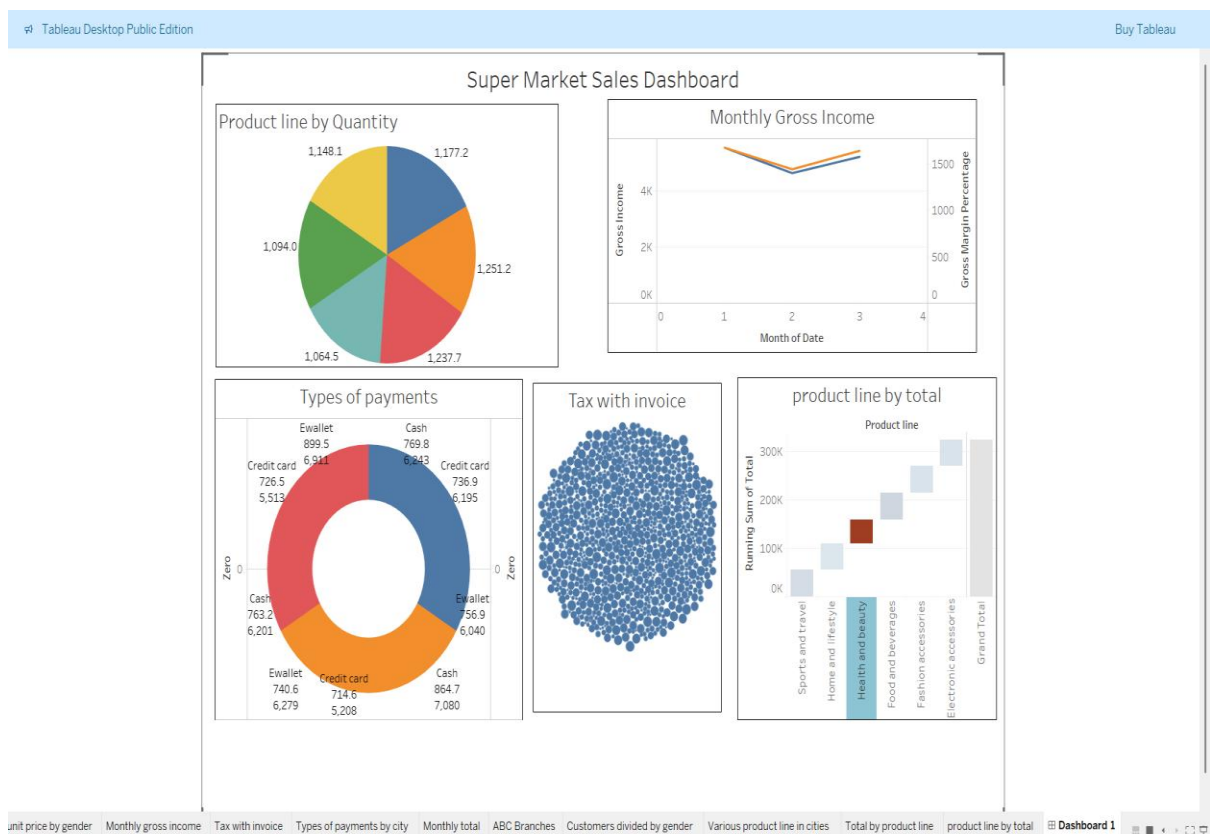 Tableau Desktop Public Edition
Buy Tableau
Super Market Sales Dashboard
Product line by Quantity
1,148.1
1,177.2
1,094.0
1,251.2
1,064.5
1,237.7
Monthly Gross Income
Gross Income
4K
2K
0K
1500
1000
500
0
Gross Margin Percentage
0
1
2
3
4
Month of Date
Types of payments
Ewallet
899.5
6,911
Cash
769.8
6,243
Credit card
726.5
5,513
Credit card
736.9
6,195
Zero
0
0
Zero
Cash
763.2
6,201
Ewallet
756.9
6,040
Ewallet
740.6
6,279
Credit card
714.6
5,208
Cash
864.7
7,080
Tax with invoice
product line by total
Product line
Running Sum of Total
300K
200K
100K
0K
Sports and travel
Home and lifestyle
Health and beauty
Food and beverages
Fashion accessories
Electronic accessories
Grand Total
unit price by gender
Monthly gross income
Tax with invoice
Types of payments by city
Monthly total
ABC Branches
Customers divided by gender
Various product line in cities
Total by product line
product line by total
Dashboard 1